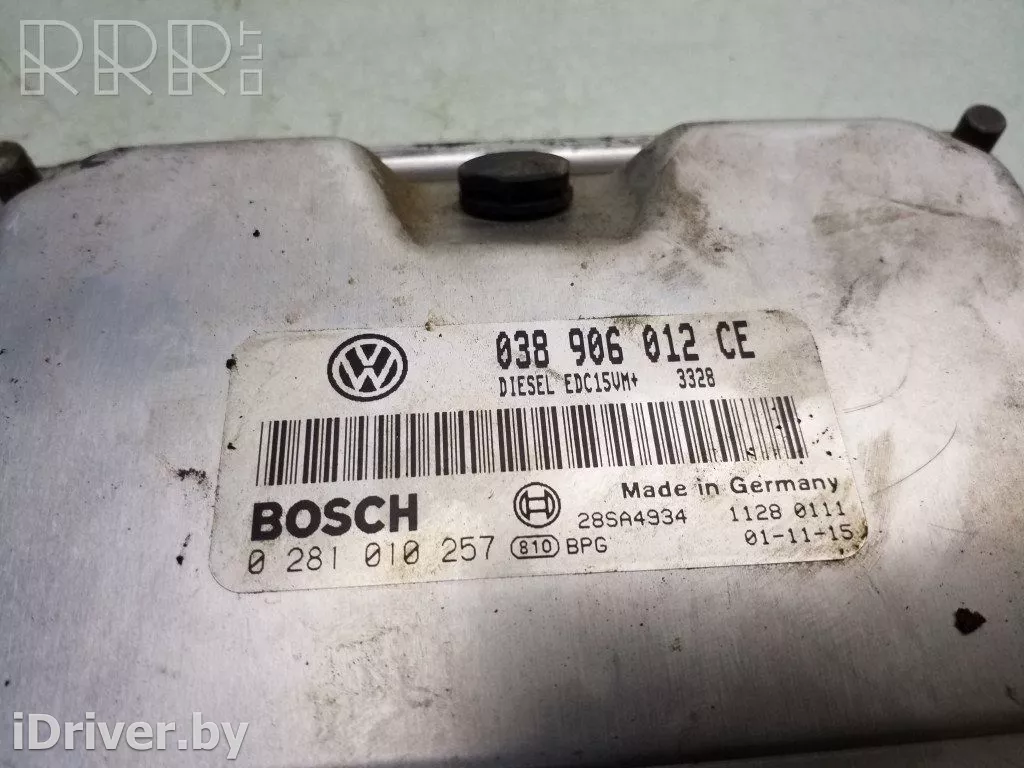 RRR.LT
VW
038 906 012 CE
DIESEL EDC15VM+ 3328
BOSCH
Made in Germany
28SA4934 1128 0111
0 281 010 257 810 BPG 01-11-15
iDriver.by